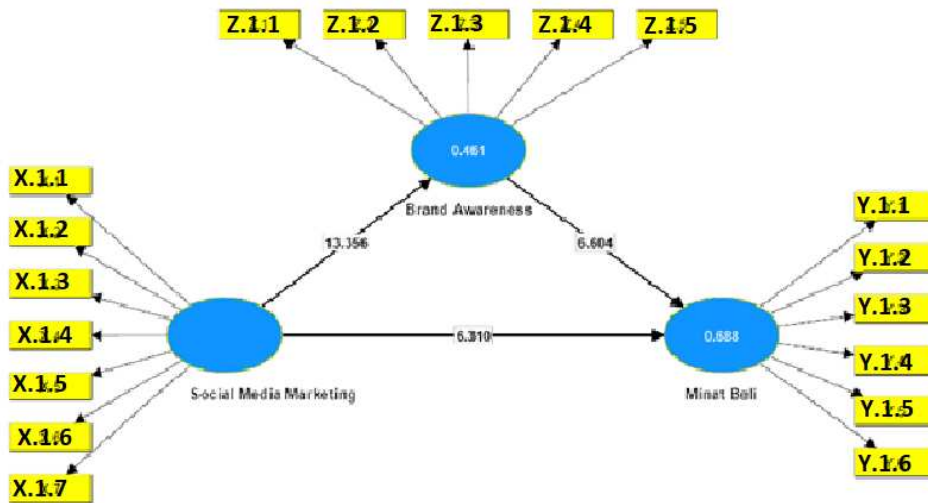 Z.1.1 Z.1.2 Z.1.3 Z.1.4 Z.1.5
0.461
Brand Awareness
X.1.1
X.1.2
X.1.3
X.1.4
X.1.5
X.1.6
X.1.7
13.356
6.604
6.310
Social Media Marketing
0.688
Minat Beli
Y.1.1
Y.1.2
Y.1.3
Y.1.4
Y.1.5
Y.1.6